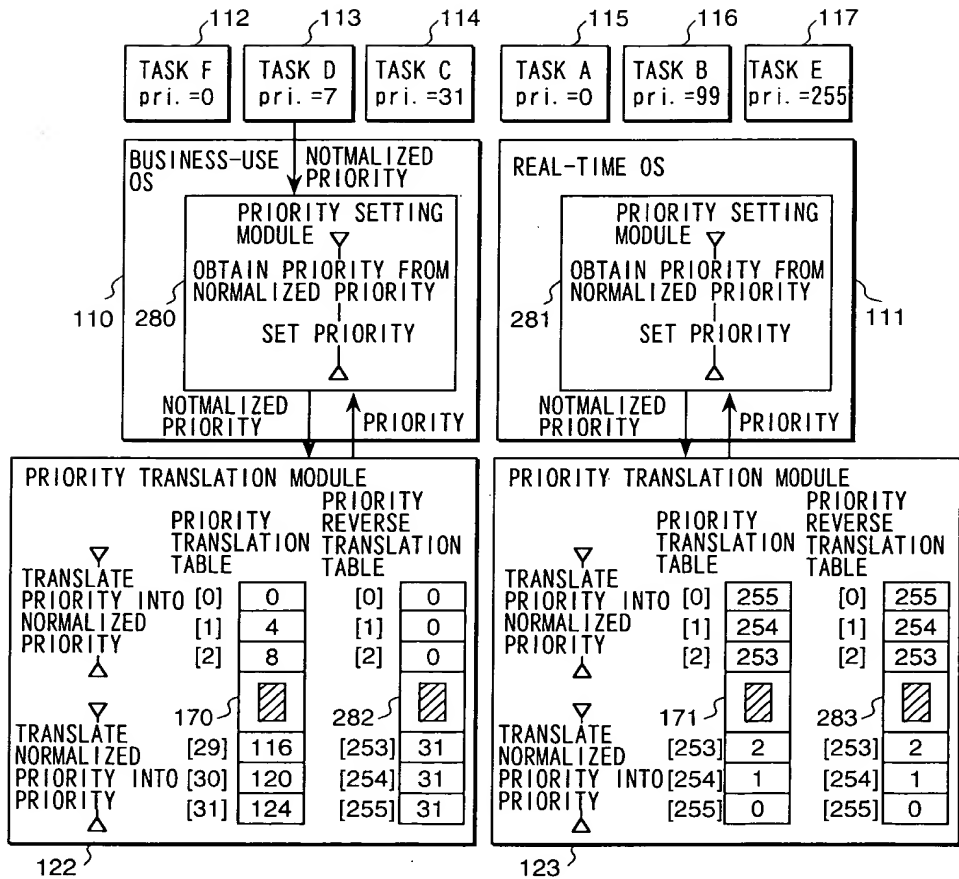 112
113
114
115
116
117
TASK F
pri.=0
TASK D
pri.=7
TASK C
pri.=31
TASK A
pri.=0
TASK B
pri.=99
TASK E
pri.=255
BUSINESS-USE
OS
NOTMALIZED
PRIORITY
PRIORITY SETTING
MODULE
OBTAIN PRIORITY FROM
NORMALIZED PRIORITY
SET PRIORITY
110
280
NOTMALIZED
PRIORITY
PRIORITY
REAL-TIME OS
PRIORITY SETTING
MODULE
OBTAIN PRIORITY FROM
NORMALIZED PRIORITY
SET PRIORITY
281
111
NOTMALIZED
PRIORITY
PRIORITY
PRIORITY TRANSLATION MODULE
PRIORITY
TRANSLATION
TABLE
PRIORITY
REVERSE
TRANSLATION
TABLE
TRANSLATE
PRIORITY INTO
NORMALIZED
PRIORITY
[0] 0 [0] 0
[1] 4 [1] 0
[2] 8 [2] 0
170
282
TRANSLATE
NORMALIZED
PRIORITY INTO
PRIORITY
[29] 116 [253] 31
[30] 120 [254] 31
[31] 124 [255] 31
122
PRIORITY TRANSLATION MODULE
PRIORITY
TRANSLATION
TABLE
PRIORITY
REVERSE
TRANSLATION
TABLE
TRANSLATE
PRIORITY INTO
NORMALIZED
PRIORITY
[0] 255 [0] 255
[1] 254 [1] 254
[2] 253 [2] 253
171
283
TRANSLATE
NORMALIZED
PRIORITY INTO
PRIORITY
[253] 2 [253] 2
[254] 1 [254] 1
[255] 0 [255] 0
123